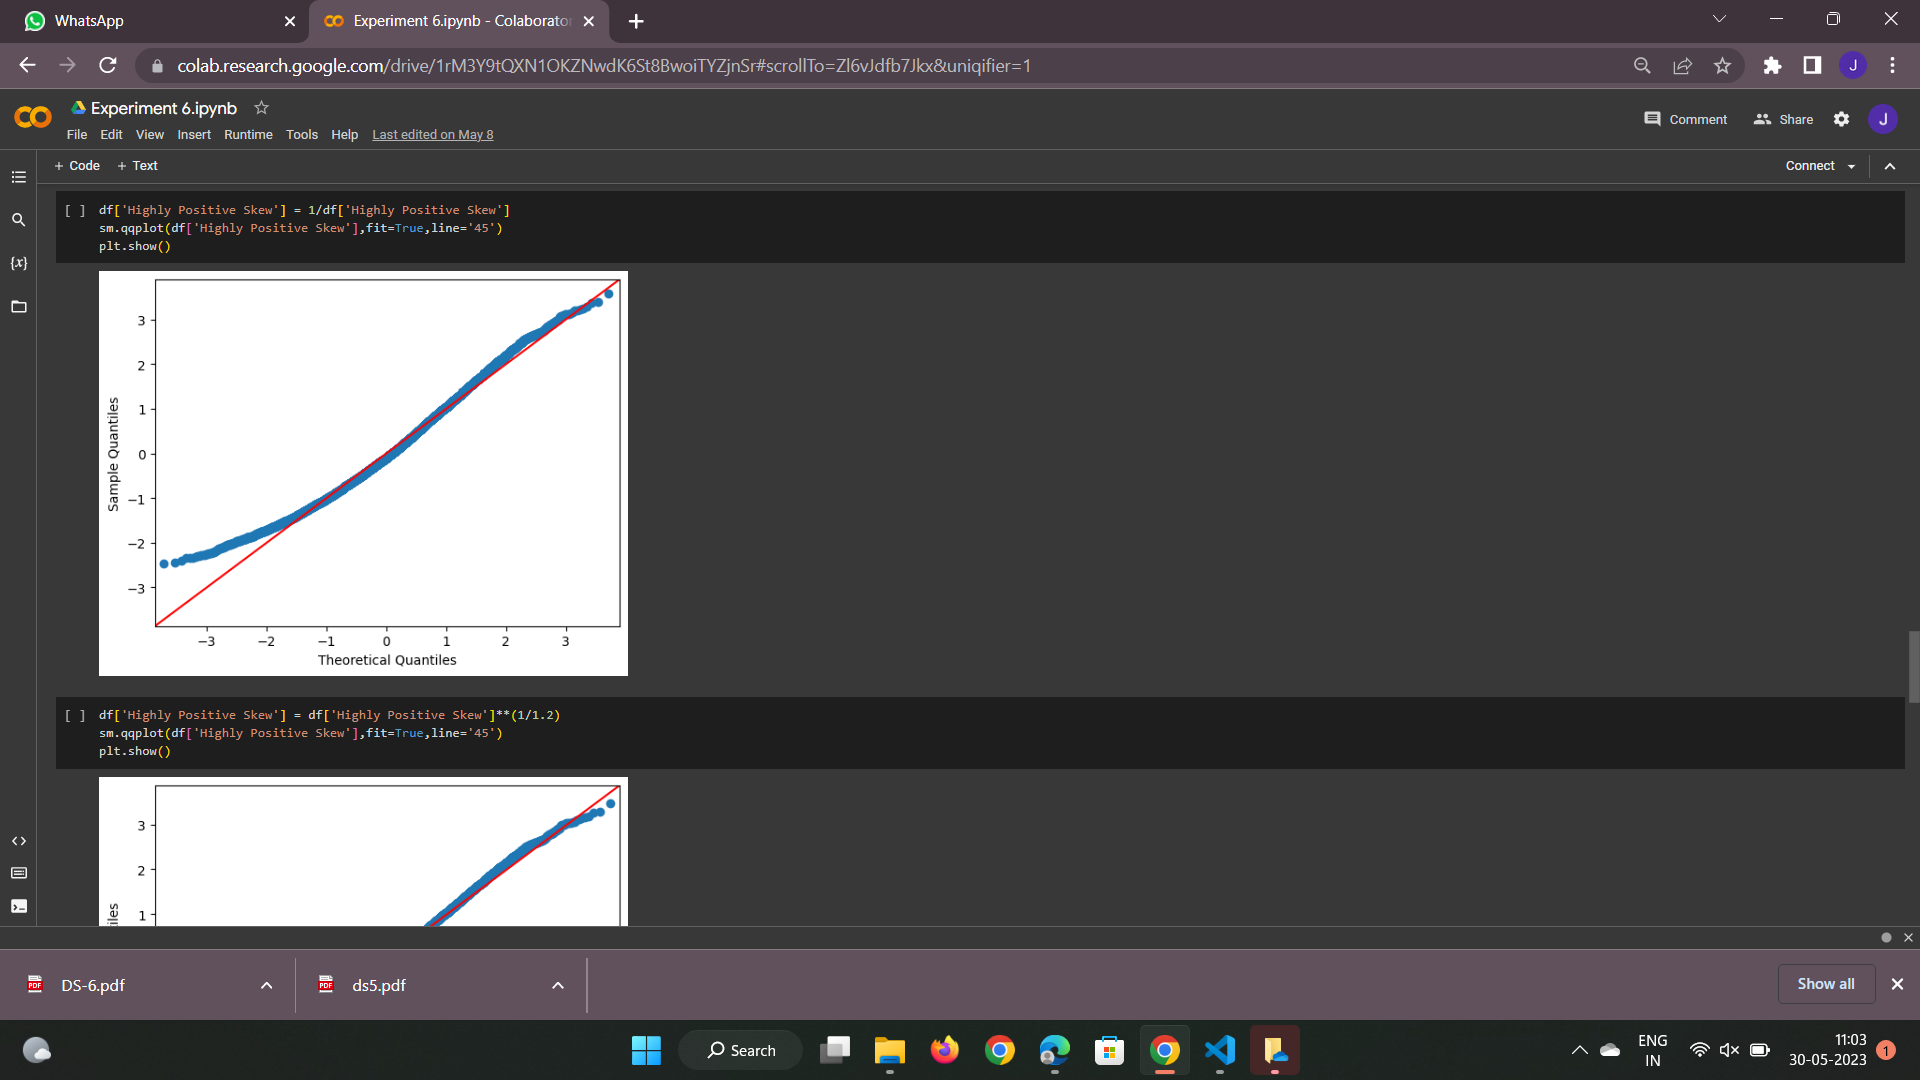 WhatsApp
Experiment 6.ipynb - Colaborator
colab.research.google.com/drive/1rM3Y9tQXN1OKZNwdK6St8BwoiTYZjnSr#scrollTo=Zl6vJdfb7Jkx&uniqifier=1
J
Experiment 6.ipynb
File Edit View Insert Runtime Tools Help Last edited on May 8
Comment Share J
+ Code + Text
Connect
{x}
[ ] df['Highly Positive Skew'] = 1/df['Highly Positive Skew']
sm.qqplot(df['Highly Positive Skew'],fit=True,line='45')
plt.show()
3
2
1
0
−1
−2
−3
Sample Quantiles
−3 −2 −1 0 1 2 3
Theoretical Quantiles
[ ] df['Highly Positive Skew'] = df['Highly Positive Skew']**(1/1.2)
sm.qqplot(df['Highly Positive Skew'],fit=True,line='45')
plt.show()
3
2
1
iles
PDF DS-6.pdf
PDF ds5.pdf
Show all
Search
ENG
IN
11:03
30-05-2023
1